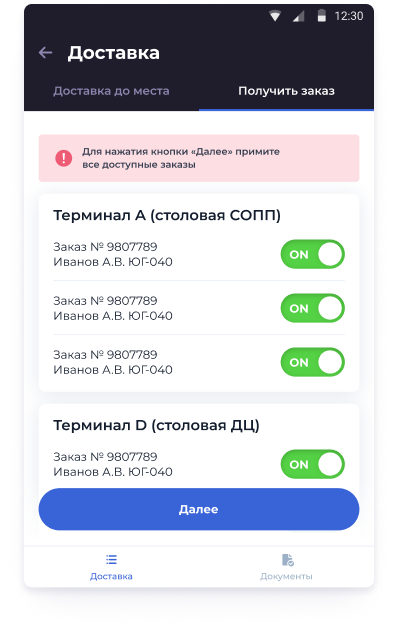 12:30
Доставка
Доставка до места
Получить заказ
Для нажатия кнопки «Далее» примите
все доступные заказы
Терминал А (столовая СОПП)
Заказ № 9807789
Иванов А.В. ЮГ-040
ON
Заказ № 9807789
Иванов А.В. ЮГ-040
ON
Заказ № 9807789
Иванов А.В. ЮГ-040
ON
Терминал D (столовая ДЦ)
Заказ № 9807789
Иванов А.В. ЮГ-040
ON
Далее
Доставка
Документы